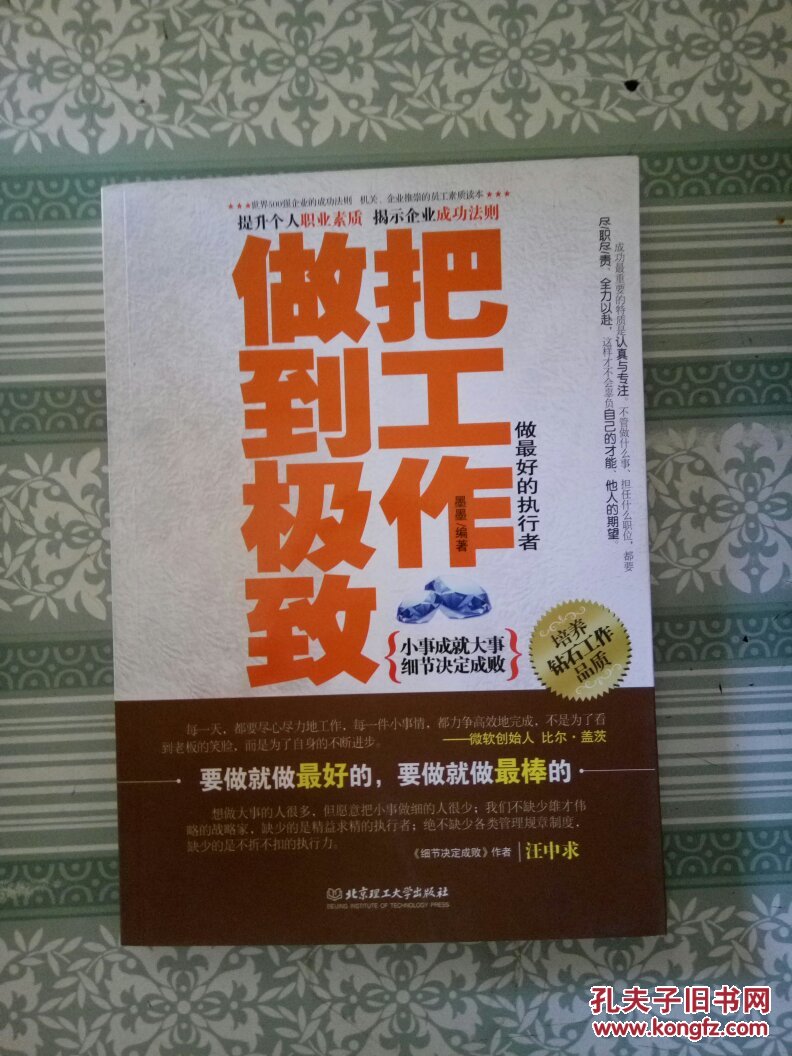 ★★★世界500强企业的成功法则 机关、企业推崇的员工素质读本★★★
提升个人职业素质 揭示企业成功法则
把工作
做到极致
做最好的执行者
墨墨/编著
成功最重要的特质是认真与专注。不管做什么事、担任什么职位,都要
尽职尽责、全力以赴,这样才不会辜负自己的才能、他人的期望。
小事成就大事
细节决定成败
培养
钻石工作
品质
每一天,都要尽心尽力地工作,每一件小事情,都力争高效地完成,不是为了看
到老板的笑脸,而是为了自身的不断进步。
——微软创始人 比尔·盖茨
要做就做最好的,要做就做最棒的
想做大事的人很多,但愿意把小事做细的人很少;我们不缺少雄才伟
略的战略家,缺少的是精益求精的执行者;绝不缺少各类管理规章制度,
缺少的是不折不扣的执行力。
《细节决定成败》作者 汪中求
北京理工大学出版社
BEIJING INSTITUTE OF TECHNOLOGY PRESS
孔夫子旧书网
www.kongfz.com